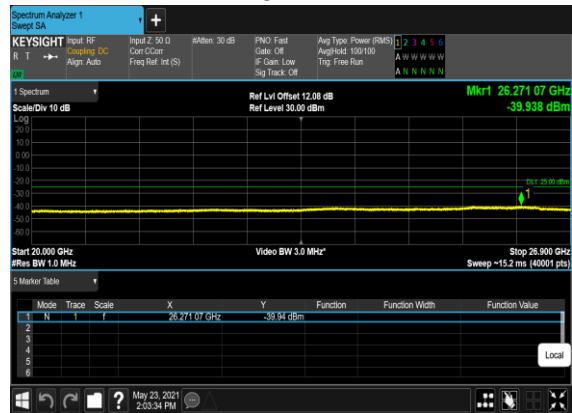 Spectrum Analyzer 1
Swept SA
+
KEYSIGHT Input: RF Input Z: 50 Ω #Atten: 30 dB PNO: Fast Avg Type: Power (RMS) 1 2 3 4 5 6
R T Coupling: DC Corr CCorr Gate: Off Avg|Hold: 100/100 A W W W W W
Align: Auto Freq Ref: Int (S) IF Gain: Low Trig: Free Run
Sig Track: Off A N N N N N
1 Spectrum Ref Lvl Offset 12.08 dB Mkr1 26.271 07 GHz
Scale/Div 10 dB Ref Level 30.00 dBm -39.938 dBm
Log
20.0
10.0
0.00
-10.0
-20.0
DL1 -25.00 dBm
-30.0
1
-40.0
-50.0
-60.0
Start 20.000 GHz Video BW 3.0 MHz* Stop 26.900 GHz
#Res BW 1.0 MHz Sweep ~15.2 ms (40001 pts)
5 Marker Table
Mode Trace Scale X Y Function Function Width Function Value
1 N 1 f 26.271 07 GHz -39.94 dBm
2
3
4
5
6
Local
? May 23, 2021
2:03:34 PM